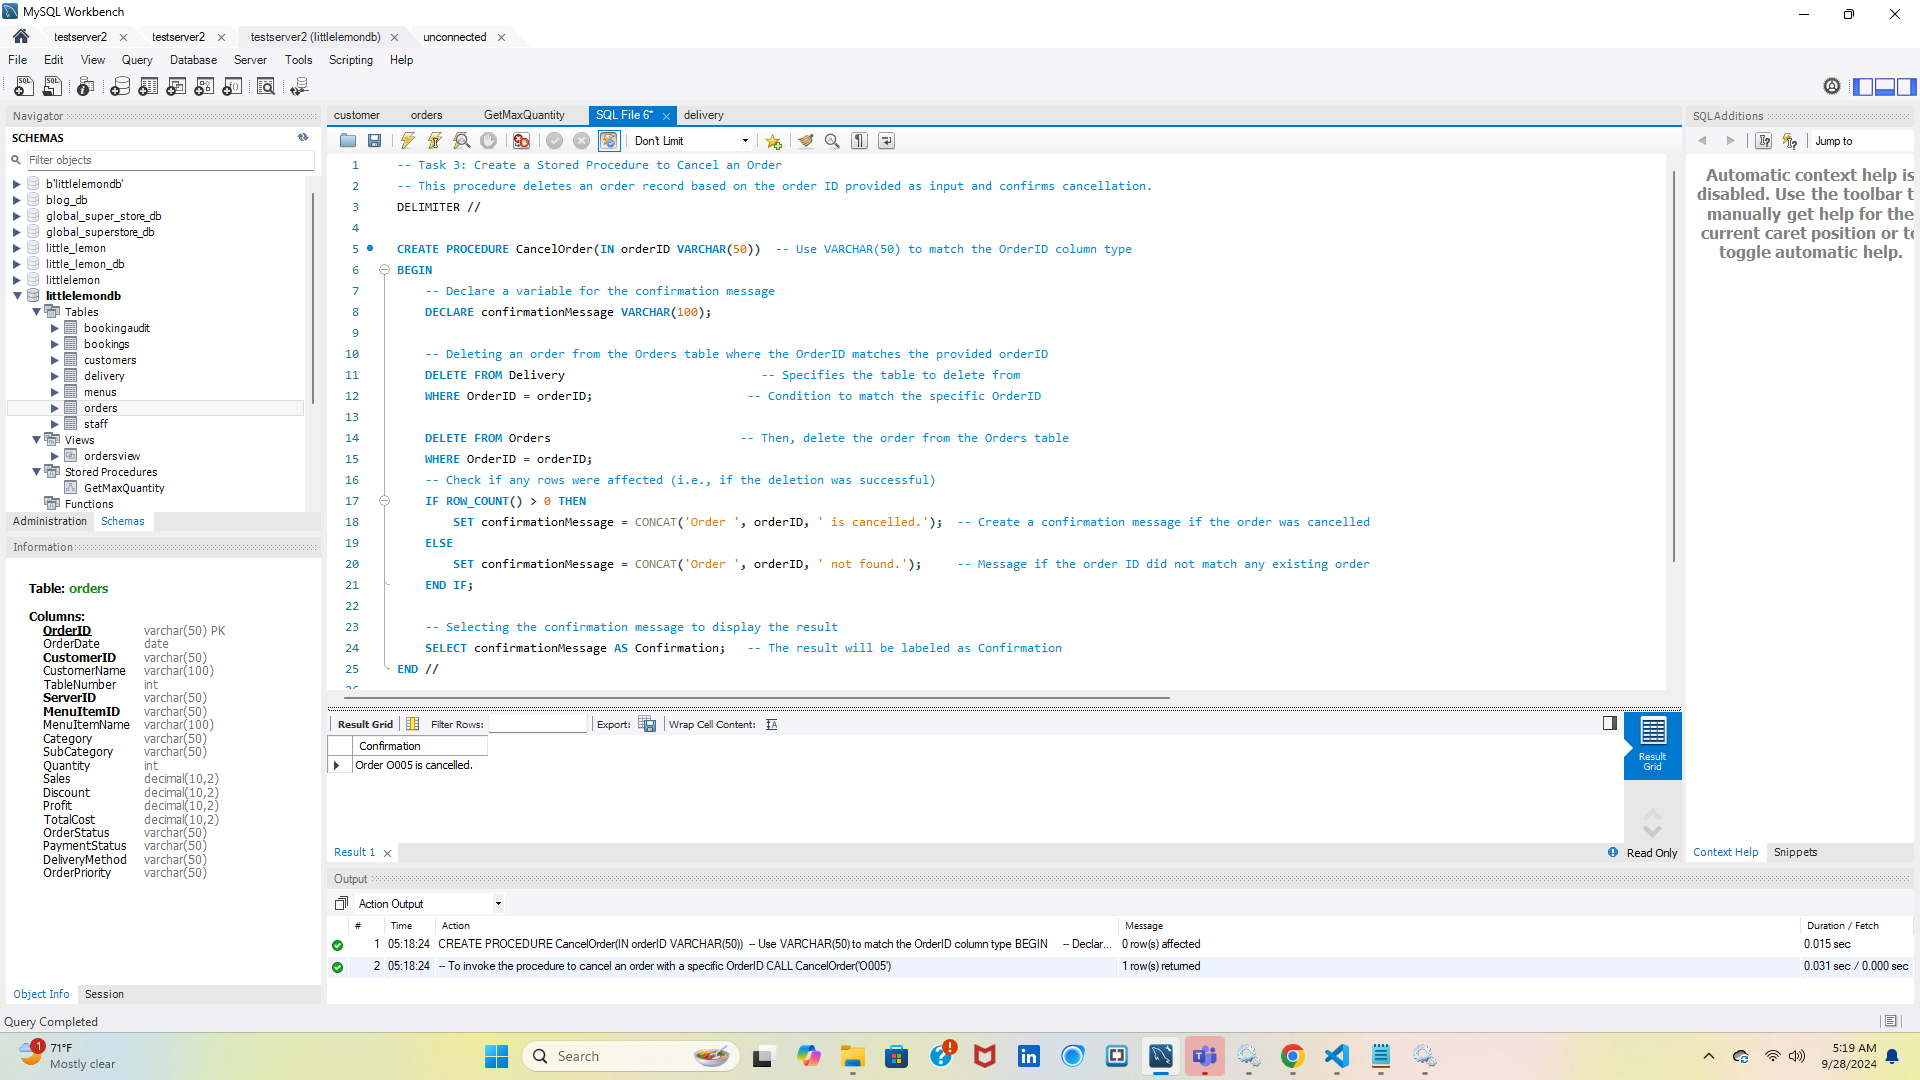 MySQL Workbench
testserver2
testserver2
testserver2 (littlelemondb)
unconnected
File Edit View Query Database Server Tools Scripting Help
Navigator
SCHEMAS
Filter objects
b'littlelemondb'
blog_db
global_super_store_db
global_superstore_db
little_lemon
little_lemon_db
littlelemon
littlelemondb
Tables
bookingaudit
bookings
customers
delivery
menus
orders
staff
Views
ordersview
Stored Procedures
GetMaxQuantity
Functions
Administration Schemas
Information
Table: orders
Columns:
OrderID varchar(50) PK
OrderDate date
CustomerID varchar(50)
CustomerName varchar(100)
TableNumber int
ServerID varchar(50)
MenuItemID varchar(50)
MenuItemName varchar(100)
Category varchar(50)
SubCategory varchar(50)
Quantity int
Sales decimal(10,2)
Discount decimal(10,2)
Profit decimal(10,2)
TotalCost decimal(10,2)
OrderStatus varchar(50)
PaymentStatus varchar(50)
DeliveryMethod varchar(50)
OrderPriority varchar(50)
Object Info Session
customer orders GetMaxQuantity SQL File 6* delivery
Don't Limit
1 -- Task 3: Create a Stored Procedure to Cancel an Order
2 -- This procedure deletes an order record based on the order ID provided as input and confirms cancellation.
3 DELIMITER //
4
5 CREATE PROCEDURE CancelOrder(IN orderID VARCHAR(50)) -- Use VARCHAR(50) to match the OrderID column type
6 BEGIN
7 -- Declare a variable for the confirmation message
8 DECLARE confirmationMessage VARCHAR(100);
9
10 -- Deleting an order from the Orders table where the OrderID matches the provided orderID
11 DELETE FROM Delivery -- Specifies the table to delete from
12 WHERE OrderID = orderID; -- Condition to match the specific OrderID
13
14 DELETE FROM Orders -- Then, delete the order from the Orders table
15 WHERE OrderID = orderID;
16 -- Check if any rows were affected (i.e., if the deletion was successful)
17 IF ROW_COUNT() > 0 THEN
18 SET confirmationMessage = CONCAT('Order ', orderID, ' is cancelled.'); -- Create a confirmation message if the order was cancelled
19 ELSE
20 SET confirmationMessage = CONCAT('Order ', orderID, ' not found.'); -- Message if the order ID did not match any existing order
21 END IF;
22
23 -- Selecting the confirmation message to display the result
24 SELECT confirmationMessage AS Confirmation; -- The result will be labeled as Confirmation
25 END //
Result Grid Filter Rows: Export: Wrap Cell Content:
Confirmation
Order O005 is cancelled.
Result Grid
Result 1
Read Only
Output
Action Output
# Time Action Message Duration / Fetch
1 05:18:24 CREATE PROCEDURE CancelOrder(IN orderID VARCHAR(50)) -- Use VARCHAR(50) to match the OrderID column type BEGIN -- Declar... 0 row(s) affected 0.015 sec
2 05:18:24 -- To invoke the procedure to cancel an order with a specific OrderID CALL CancelOrder('O005') 1 row(s) returned 0.031 sec / 0.000 sec
SQLAdditions
Jump to
Automatic context help is
disabled. Use the toolbar t
manually get help for the
current caret position or to
toggle automatic help.
Context Help Snippets
Query Completed
1
71°F
Mostly clear
Search
5:19 AM
9/28/2024